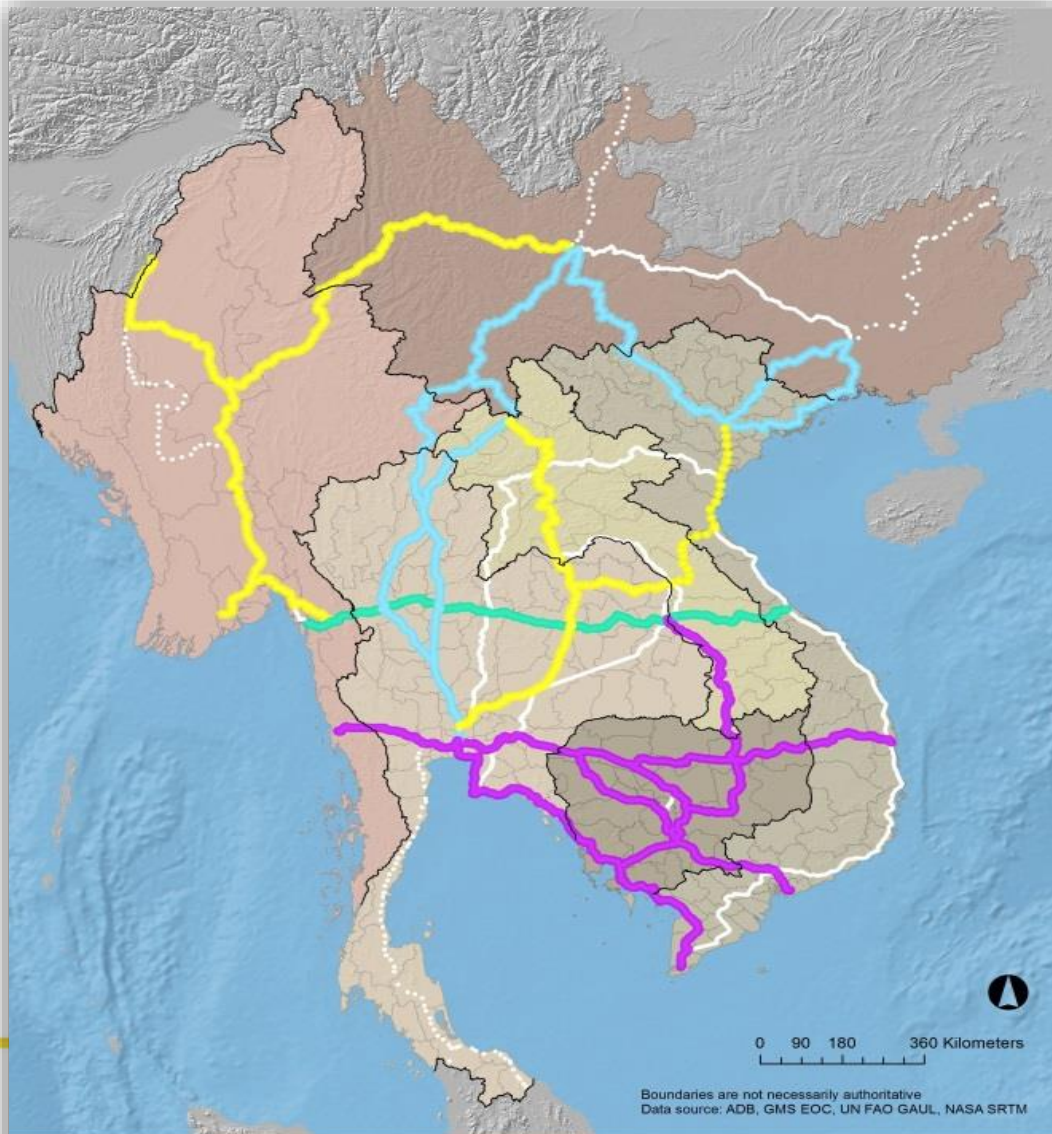 0 90 180 360 Kilometers
Boundaries are not necessarily authoritative
Data source: ADB, GMS EOC, UN FAO GAUL, NASA SRTM